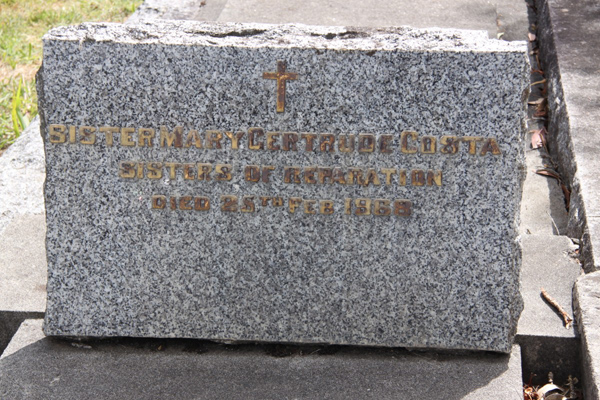 SISTER MARY GERTRUDE COSTA
SISTERS OF REPARATION
DIED 25TH FEB 1968